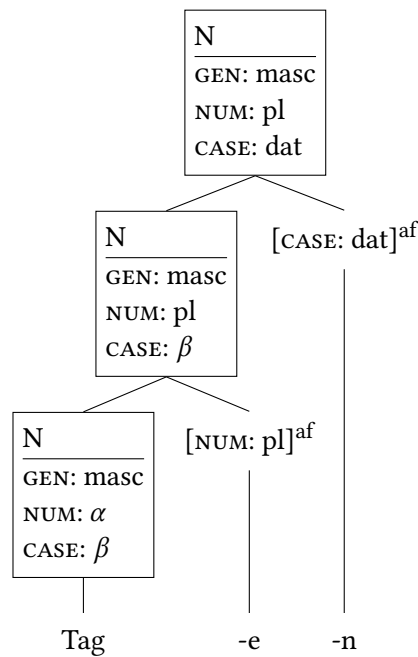 N
GEN: masc
NUM: pl
CASE: dat
N
GEN: masc
NUM: pl
CASE: β
[CASE: dat]af
N
GEN: masc
NUM: α
CASE: β
[NUM: pl]af
Tag -e -n